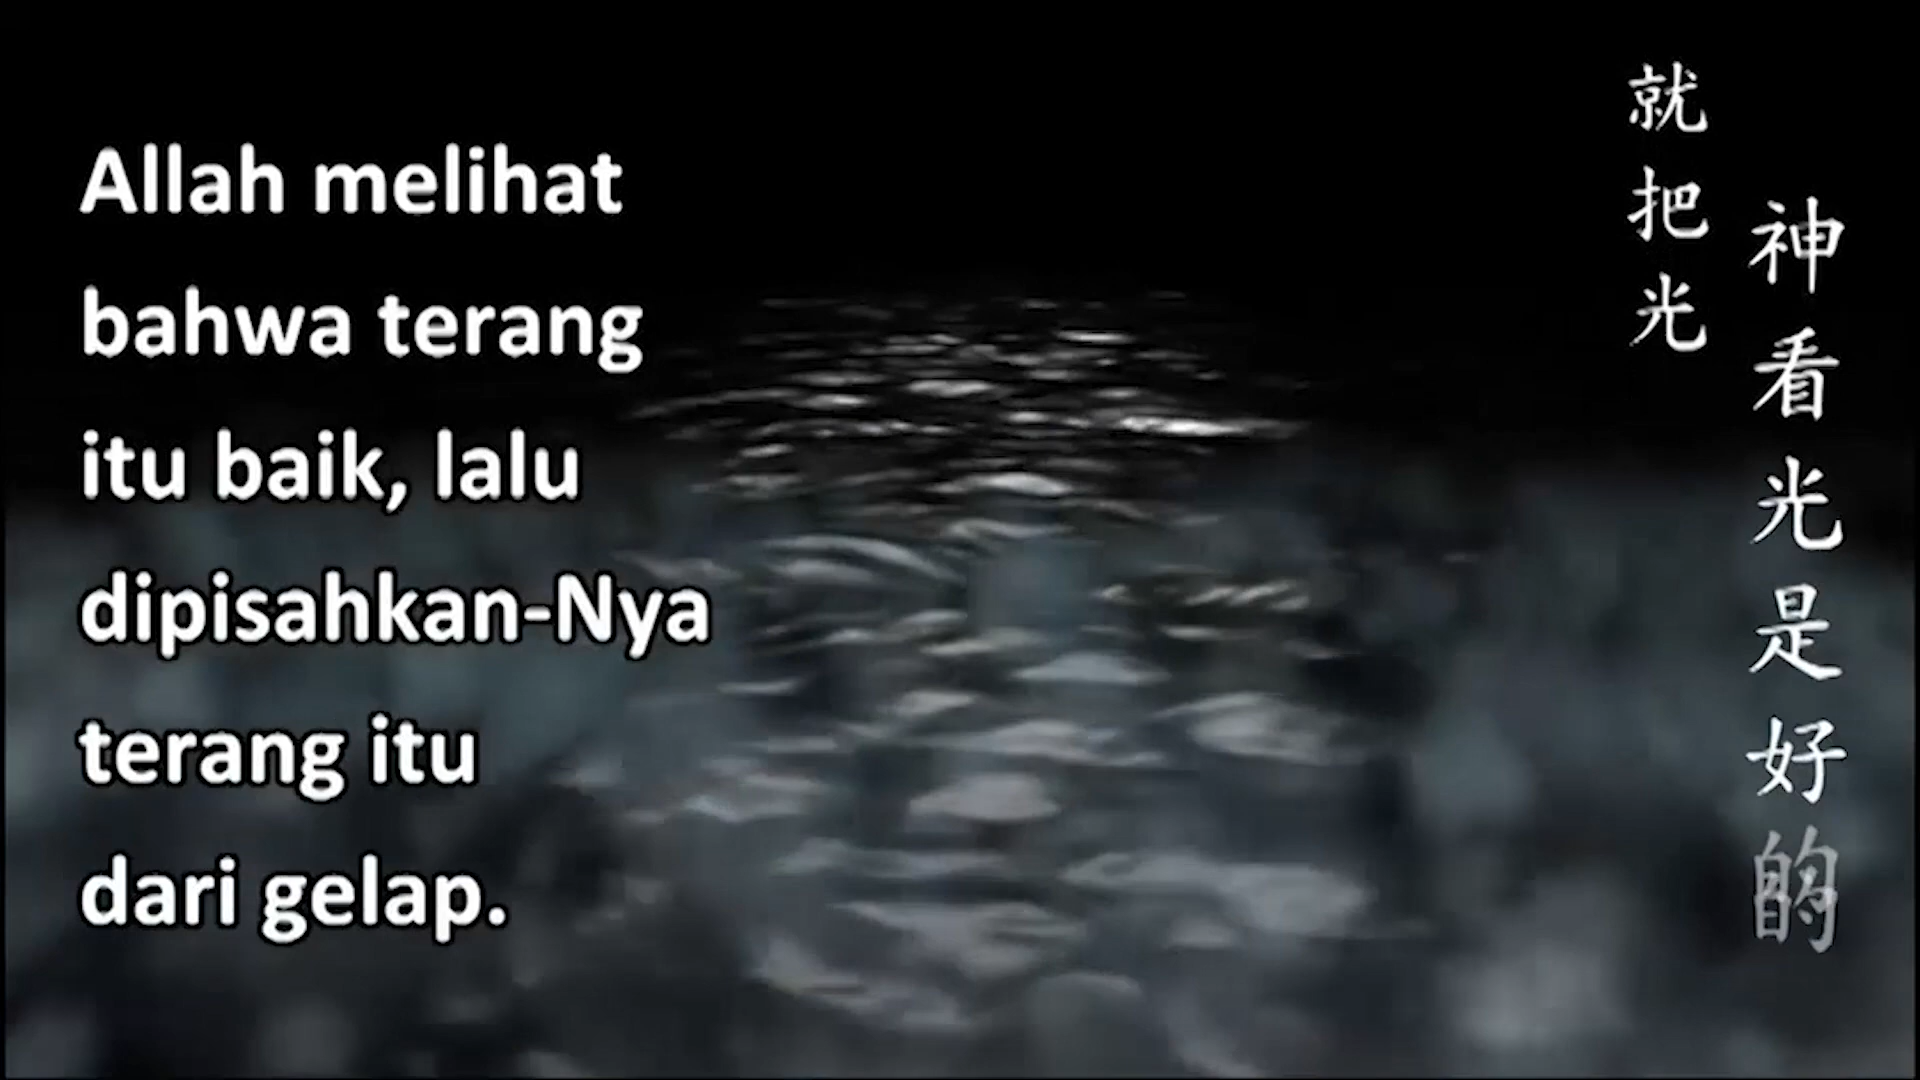 Allah melihat
bahwa terang
itu baik, lalu
dipisahkan-Nya
terang itu
dari gelap.
神看光是好的
就把光